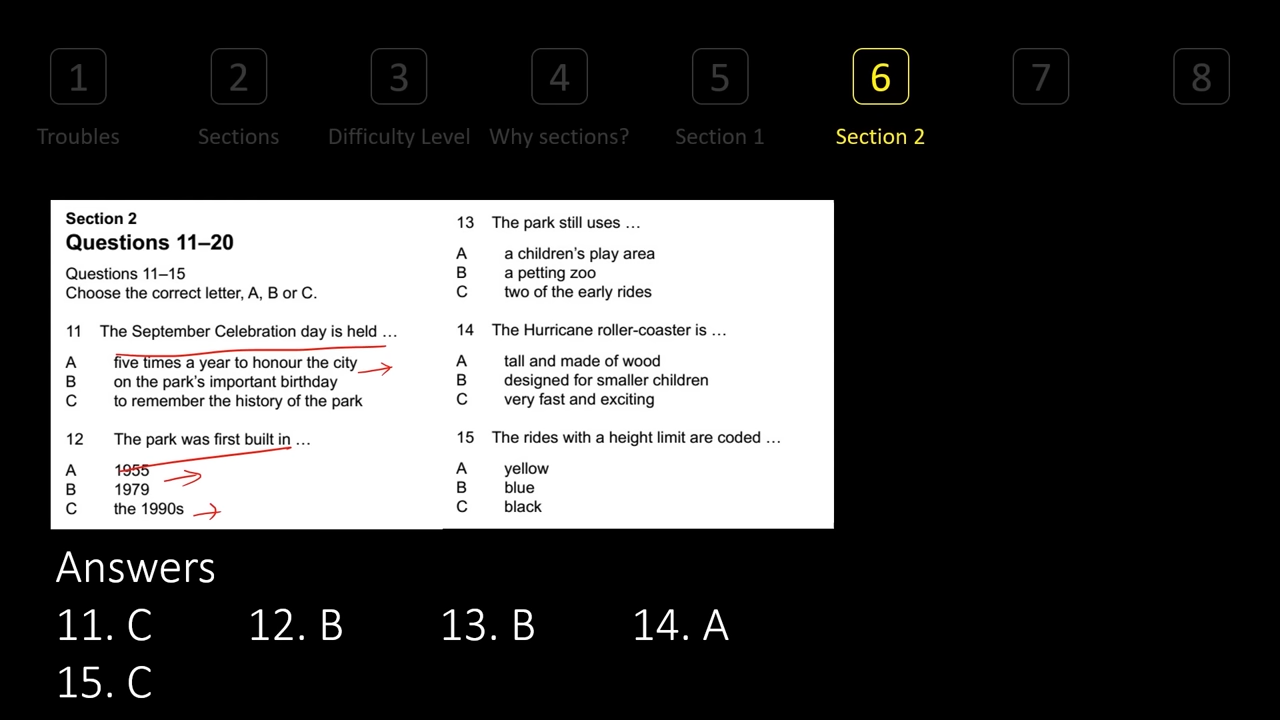 1 2 3 4 5 6 7 8
Troubles Sections Difficulty Level Why sections? Section 1 Section 2
Section 2
Questions 11–20
Questions 11–15
Choose the correct letter, A, B or C.
11 The September Celebration day is held …
A five times a year to honour the city
B on the park's important birthday
C to remember the history of the park
12 The park was first built in …
A 1955
B 1979
C the 1990s
13 The park still uses …
A a children's play area
B a petting zoo
C two of the early rides
14 The Hurricane roller-coaster is …
A tall and made of wood
B designed for smaller children
C very fast and exciting
15 The rides with a height limit are coded …
A yellow
B blue
C black
Answers
11. C 12. B 13. B 14. A
15. C